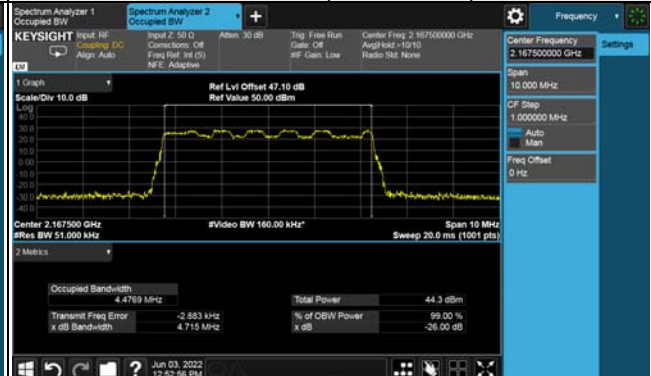 Spectrum Analyzer 1
Occupied BW
Spectrum Analyzer 2
Occupied BW
Frequency
KEYSIGHT
Input: RF
Coupling: DC
Align: Auto
Input Z: 50 Ω
Corrections: Off
Freq Ref: Int (S)
NFE: Adaptive
Atten: 30 dB
Trig: Free Run
Gate: Off
#IF Gain: Low
Center Freq: 2.167500000 GHz
Avg|Hold:>10/10
Radio Std: None
Center Frequency
2.167500000 GHz
Settings
Span
10.000 MHz
CF Step
1.000000 MHz
Auto
Man
Freq Offset
0 Hz
1 Graph
Scale/Div 10.0 dB
Ref Lvl Offset 47.10 dB
Ref Value 50.00 dBm
Log
40.0
30.0
20.0
10.0
0.00
-10.0
-20.0
-30.0
-40.0
Center 2.167500 GHz
#Res BW 51.000 kHz
#Video BW 160.00 kHz*
Span 10 MHz
Sweep 20.0 ms (1001 pts)
2 Metrics
Occupied Bandwidth
4.4769 MHz
Total Power
44.3 dBm
Transmit Freq Error
-2.883 kHz
% of OBW Power
99.00 %
x dB Bandwidth
4.715 MHz
x dB
-26.00 dB
Jun 03, 2022
12:52:56 PM